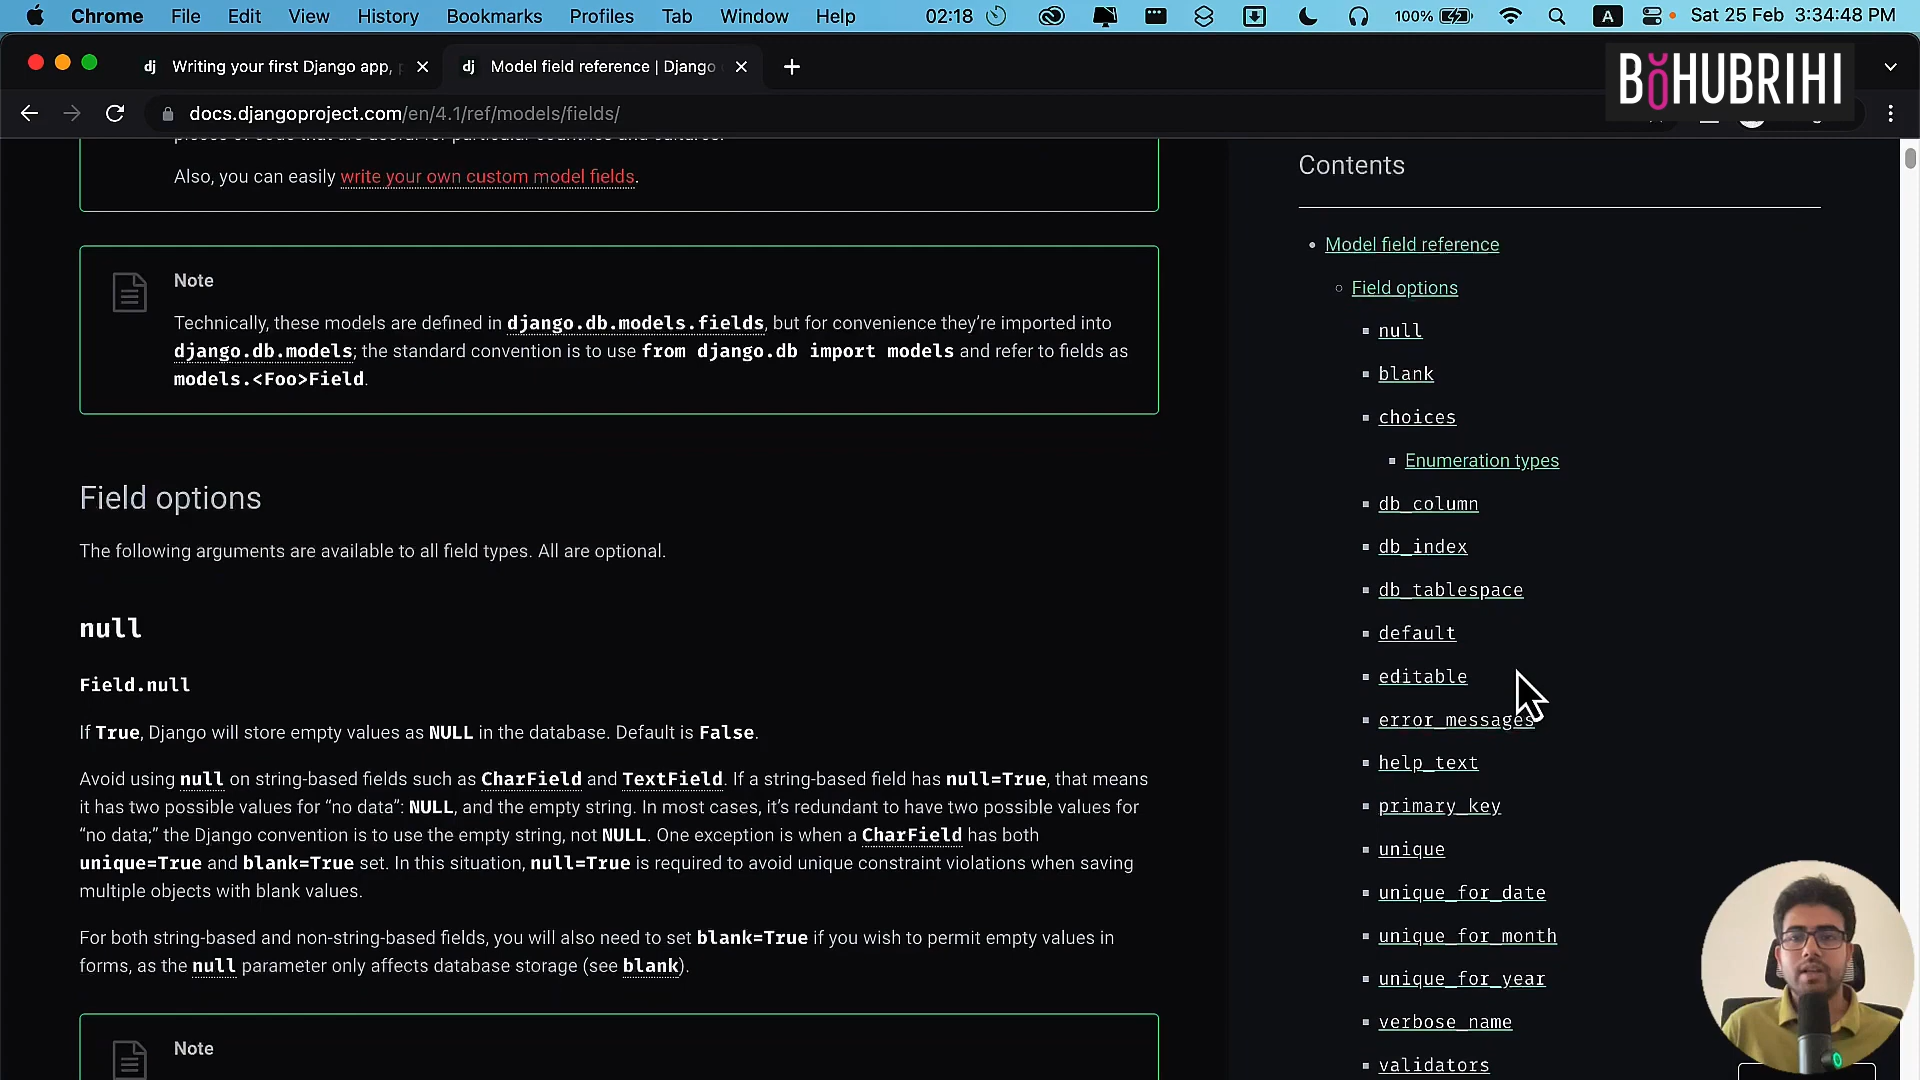 Chrome File Edit View History Bookmarks Profiles Tab Window Help 02:18 A 100% Sat 25 Feb 3:34:48 PM
dj Writing your first Django app, dj Model field reference | Django
BOHUBRIHI
docs.djangoproject.com/en/4.1/ref/models/fields/
Also, you can easily write your own custom model fields.
Note
Technically, these models are defined in django.db.models.fields, but for convenience they're imported into
django.db.models; the standard convention is to use from django.db import models and refer to fields as
models.<Foo>Field.
Field options
The following arguments are available to all field types. All are optional.
null
Field.null
If True, Django will store empty values as NULL in the database. Default is False.
Avoid using null on string-based fields such as CharField and TextField. If a string-based field has null=True, that means
it has two possible values for “no data”: NULL, and the empty string. In most cases, it's redundant to have two possible values for
“no data;” the Django convention is to use the empty string, not NULL. One exception is when a CharField has both
unique=True and blank=True set. In this situation, null=True is required to avoid unique constraint violations when saving
multiple objects with blank values.
For both string-based and non-string-based fields, you will also need to set blank=True if you wish to permit empty values in
forms, as the null parameter only affects database storage (see blank).
Note
Contents
Model field reference
Field options
null
blank
choices
Enumeration types
db_column
db_index
db_tablespace
default
editable
error_messages
help_text
primary_key
unique
unique_for_date
unique_for_month
unique_for_year
verbose_name
validators